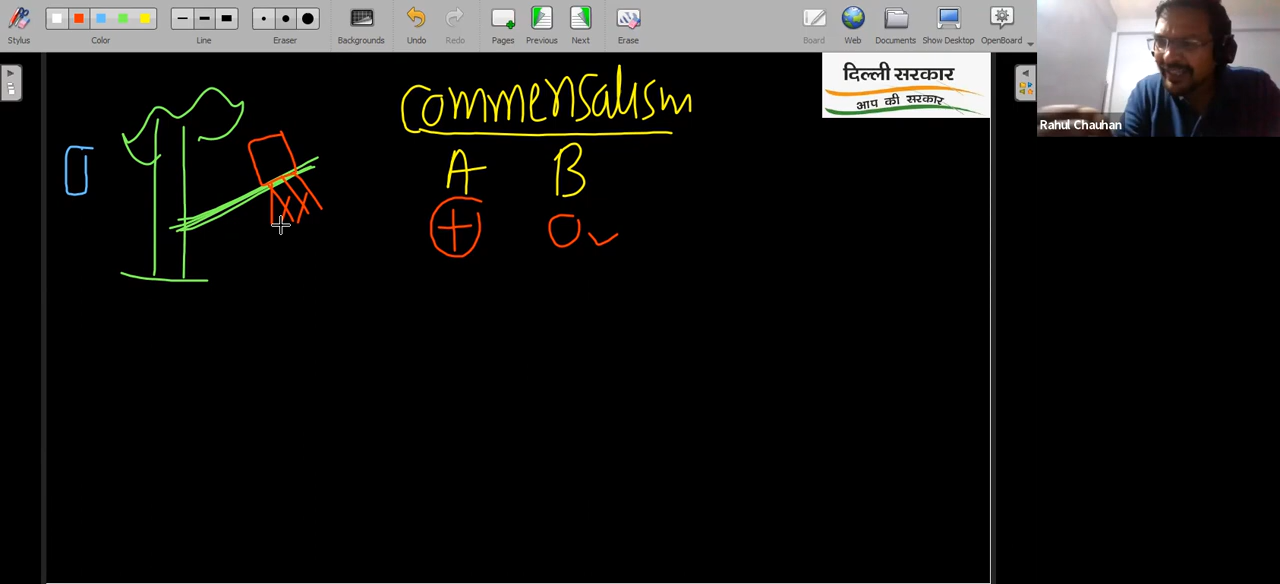 Stylus
Color
Line
Eraser
Backgrounds
Undo
Redo
Pages
Previous
Next
Erase
Board
Web
Documents
Show Desktop
OpenBoard
Commensalism
दिल्ली सरकार
आप की सरकार
Rahul Chauhan
A B
+ 0